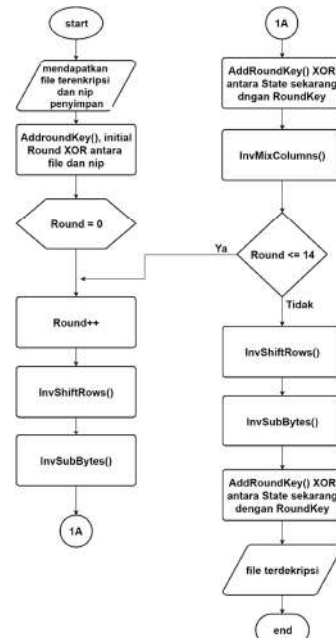 start
mendapatkan
file terenkripsi
dan nip
penyimpan
AddroundKey(), initial
Round XOR antara
file dan nip
Round = 0
Round++
InvShiftRows()
InvSubBytes()
1A
1A
AddRoundKey() XOR
antara State sekarang
dngan RoundKey
InvMixColumns()
Round <= 14
Ya
Tidak
InvShiftRows()
InvSubBytes()
AddRoundKey() XOR
antara State sekarang
dengan RoundKey
file terdekripsi
end